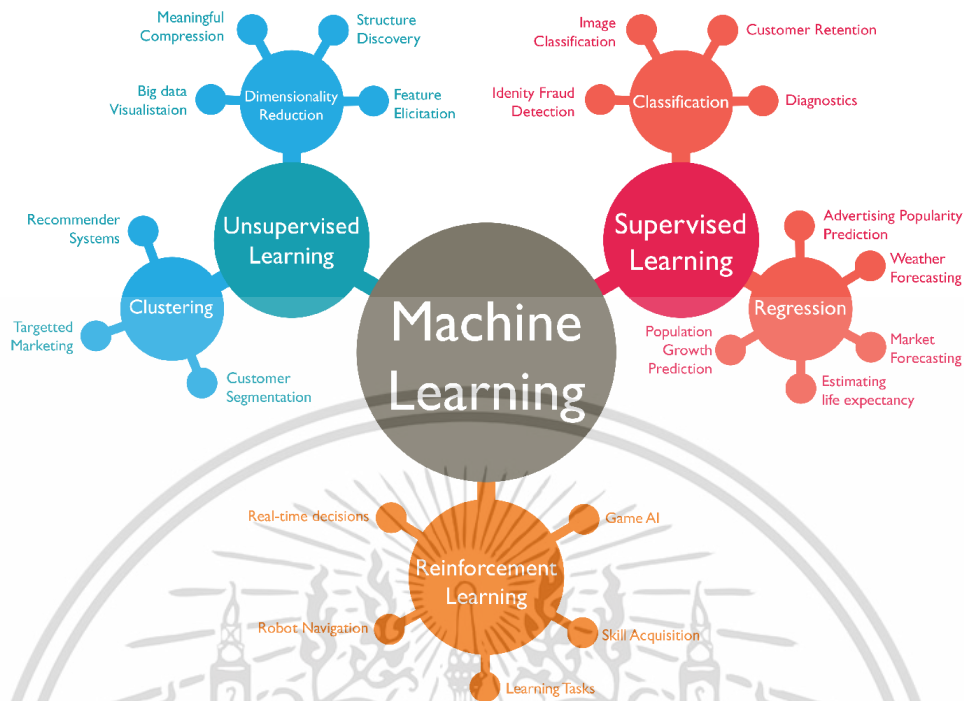 Meaningful
Compression
Structure
Discovery
Big data
Visualistaion
Dimensionality
Reduction
Feature
Elicitation
Image
Classification
Customer Retention
Idenity Fraud
Detection
Classification
Diagnostics
Unsupervised
Learning
Supervised
Learning
Recommender
Systems
Clustering
Targetted
Marketing
Customer
Segmentation
Machine
Learning
Advertising Popularity
Prediction
Weather
Forecasting
Regression
Population
Growth
Prediction
Market
Forecasting
Estimating
life expectancy
Real-time decisions
Game AI
Reinforcement
Learning
Robot Navigation
Skill Acquisition
Learning Tasks